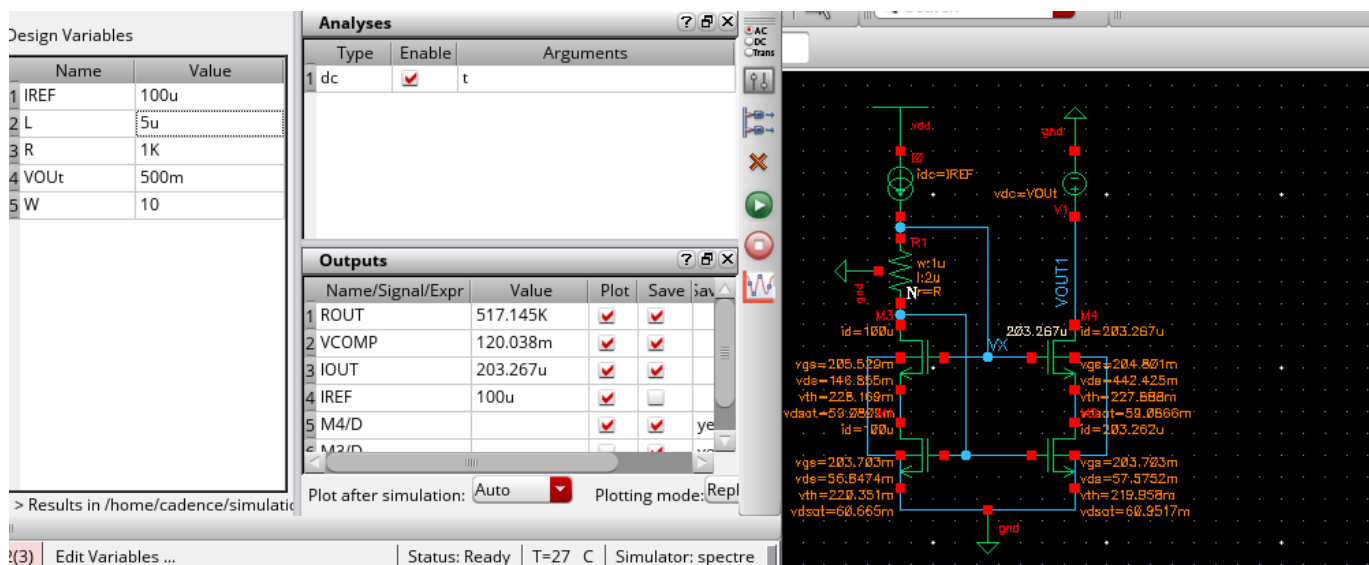 Design Variables
Name Value
1 IREF 100u
2 L 5u
3 R 1K
4 VOUt 500m
5 W 10
> Results in /home/cadence/simulatic
Analyses
Type Enable Arguments
1 dc t
Outputs
Name/Signal/Expr Value Plot Save
1 ROUT 517.145K
2 VCOMP 120.038m
3 IOUT 203.267u
4 IREF 100u
5 M4/D ye
Plot after simulation: Auto Plotting mode: Repl
2(3) Edit Variables ... Status: Ready T=27 C Simulator: spectre
AC
DC
Trans
vdd
gnd
I0
idc=IREF
vdc=VOUt
V1
R1
w:1u
l:2u
r=R
gnd
VOUT1
M3
M4
id=100u
203.267u
id=203.267u
VX
vgs=205.529m
vgs=204.801m
vds=146.855m
vds=442.425m
vth=228.169m
vth=227.688m
id=100u
id=203.262u
vgs=203.703m
vgs=203.703m
vds=56.6474m
vds=57.5752m
vth=220.351m
vth=219.958m
vdsat=60.665m
vdsat=60.9517m
gnd